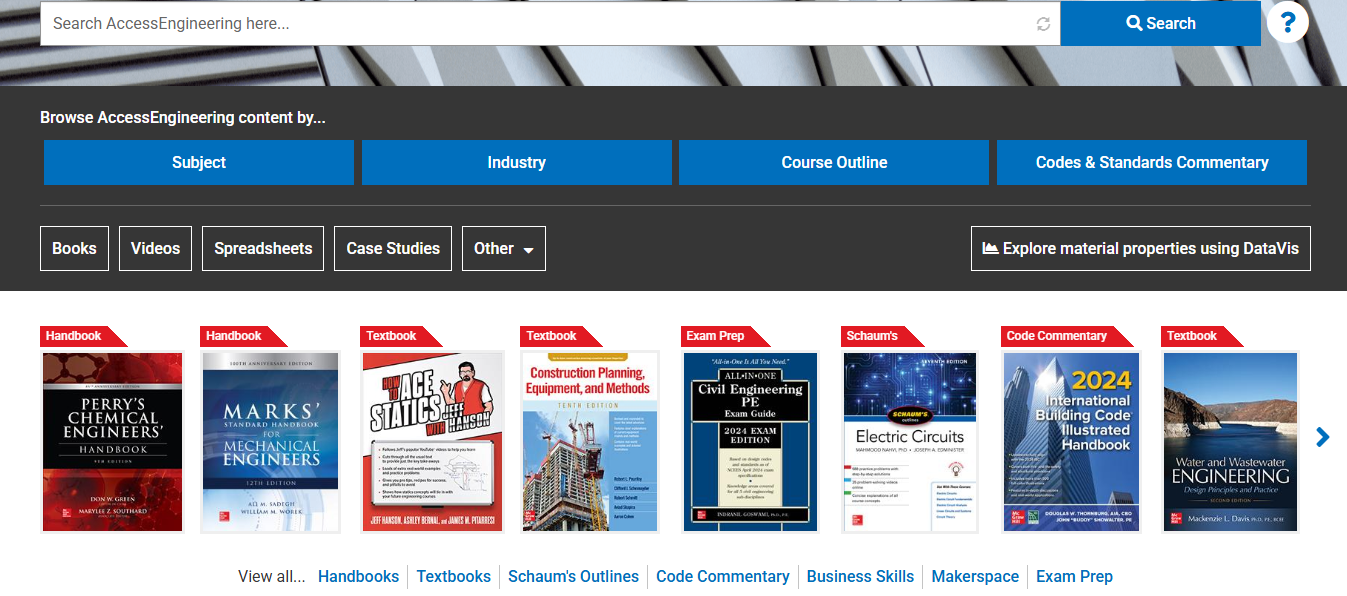 Search AccessEngineering here...
Search
?
Browse AccessEngineering content by...
Subject
Industry
Course Outline
Codes & Standards Commentary
Books
Videos
Spreadsheets
Case Studies
Other
Explore material properties using DataVis
Handbook
PERRY'S
CHEMICAL
ENGINEERS'
HANDBOOK
9TH EDITION
DON W. GREEN
MARYLEE Z. SOUTHARD
Handbook
MARKS'
STANDARD HANDBOOK
FOR
MECHANICAL
ENGINEERS
12TH EDITION
ALI M. SADEGH
WILLIAM M. WOREK
Textbook
HOW TO
ACE
STATICS
WITH
JEFF
HANSON
JEFF HANSON, ASHLEY BERNAL, and JAMES M. PITARRESI
Textbook
Construction Planning,
Equipment, and Methods
TENTH EDITION
Exam Prep
"All-in-One Is All You Need."
ALL-IN-ONE
Civil Engineering
PE
Exam Guide
2024 EXAM
EDITION
INDRANIL GOSWAMI, PH.D., P.E.
Schaum's
SEVENTH EDITION
SCHAUM'S
outlines
Electric Circuits
MAHMOOD NAHVI, PhD • JOSEPH A. EDMINISTER
Code Commentary
2024
International
Building Code
Illustrated
Handbook
DOUGLAS W. THORNBURG, AIA, CBO
JOHN "BUDDY" SHOWALTER, PE
Textbook
Water and Wastewater
ENGINEERING
Design Principles and Practice
SECOND EDITION
Mackenzie L. Davis PH.D., P.E., BCEE
View all...
Handbooks
Textbooks
Schaum's Outlines
Code Commentary
Business Skills
Makerspace
Exam Prep